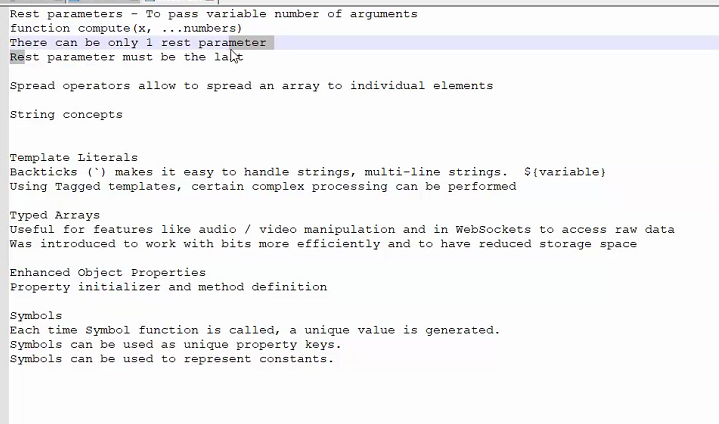 Rest parameters - To pass variable number of arguments
function compute(x, ...numbers)
There can be only 1 rest parameter
Rest parameter must be the last
Spread operators allow to spread an array to individual elements
String concepts
Template Literals
Backticks (`) makes it easy to handle strings, multi-line strings.  ${variable}
Using Tagged templates, certain complex processing can be performed
Typed Arrays
Useful for features like audio / video manipulation and in WebSockets to access raw data
Was introduced to work with bits more efficiently and to have reduced storage space
Enhanced Object Properties
Property initializer and method definition
Symbols
Each time Symbol function is called, a unique value is generated.
Symbols can be used as unique property keys.
Symbols can be used to represent constants.